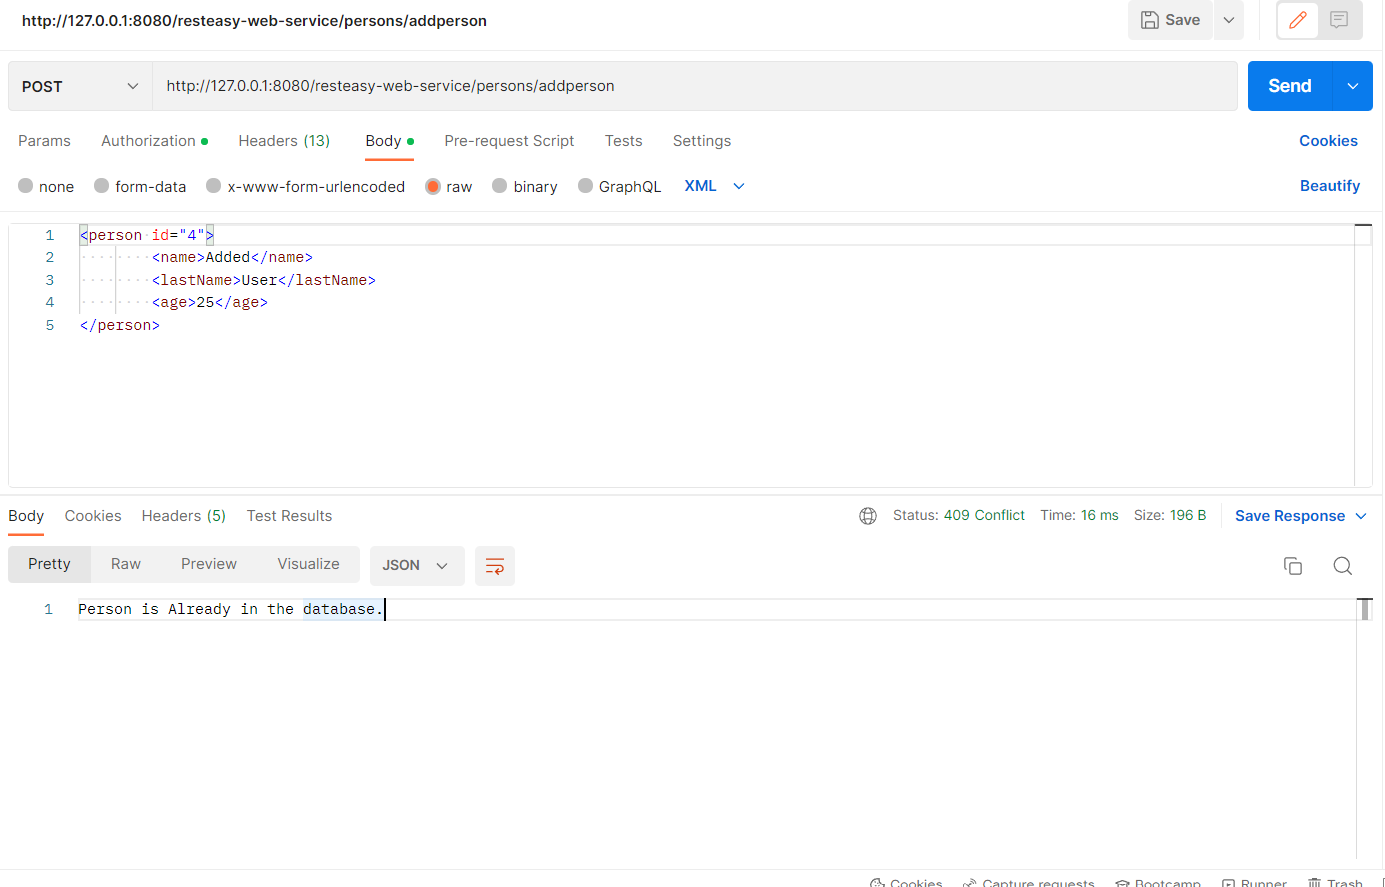 http://127.0.0.1:8080/resteasy-web-service/persons/addperson
Save
POST
http://127.0.0.1:8080/resteasy-web-service/persons/addperson
Send
Params Authorization Headers (13) Body Pre-request Script Tests Settings Cookies
none form-data x-www-form-urlencoded raw binary GraphQL XML Beautify
1 <person id="4">
2 <name>Added</name>
3 <lastName>User</lastName>
4 <age>25</age>
5 </person>
Body Cookies Headers (5) Test Results Status: 409 Conflict Time: 16 ms Size: 196 B Save Response
Pretty Raw Preview Visualize JSON
1 Person is Already in the database.
Cookies Capture requests Bootcamp Runner Trash